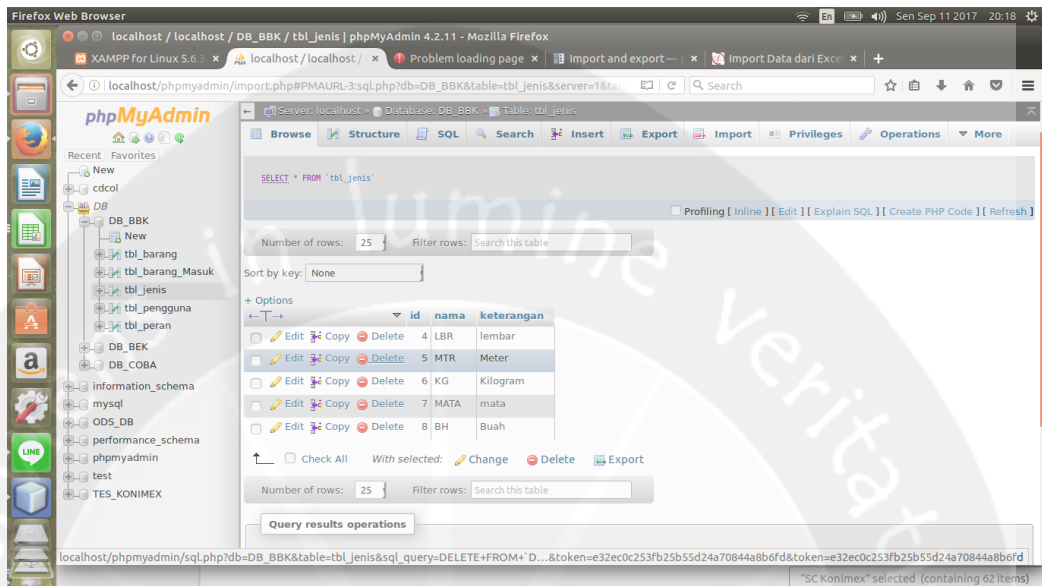 Firefox Web Browser En Sen Sep 11 2017 20:18
localhost / localhost / DB_BBK / tbl_jenis | phpMyAdmin 4.2.11 - Mozilla Firefox
XAMPP for Linux 5.6.3 × localhost / localhost / × Problem loading page × Import and export — × Import Data dari Excel × +
localhost/phpmyadmin/import.php#PMAURL-3:sql.php?db=DB_BBK&table=tbl_jenis&server=1&tar Search
phpMyAdmin
Recent Favorites
New
cdcol
DB
DB_BBK
New
tbl_barang
tbl_barang_Masuk
tbl_jenis
tbl_pengguna
tbl_peran
DB_BEK
DB_COBA
information_schema
mysql
ODS_DB
performance_schema
phpmyadmin
test
TES_KONIMEX
Server: localhost » Database: DB_BBK » Table: tbl_jenis
Browse Structure SQL Search Insert Export Import Privileges Operations More
SELECT * FROM `tbl_jenis`
Profiling [ Inline ] [ Edit ] [ Explain SQL ] [ Create PHP Code ] [ Refresh ]
Number of rows: 25 Filter rows: Search this table
Sort by key: None
+ Options
←T→ id nama keterangan
Edit Copy Delete 4 LBR lembar
Edit Copy Delete 5 MTR Meter
Edit Copy Delete 6 KG Kilogram
Edit Copy Delete 7 MATA mata
Edit Copy Delete 8 BH Buah
Check All With selected: Change Delete Export
Number of rows: 25 Filter rows: Search this table
Query results operations
localhost/phpmyadmin/sql.php?db=DB_BBK&table=tbl_jenis&sql_query=DELETE+FROM+`D...&token=e32ec0c253fb25b55d24a70844a8b6fd&token=e32ec0c253fb25b55d24a70844a8b6fd
"SC Konimex" selected (containing 62 items)
LINE
a
in lumine veritas